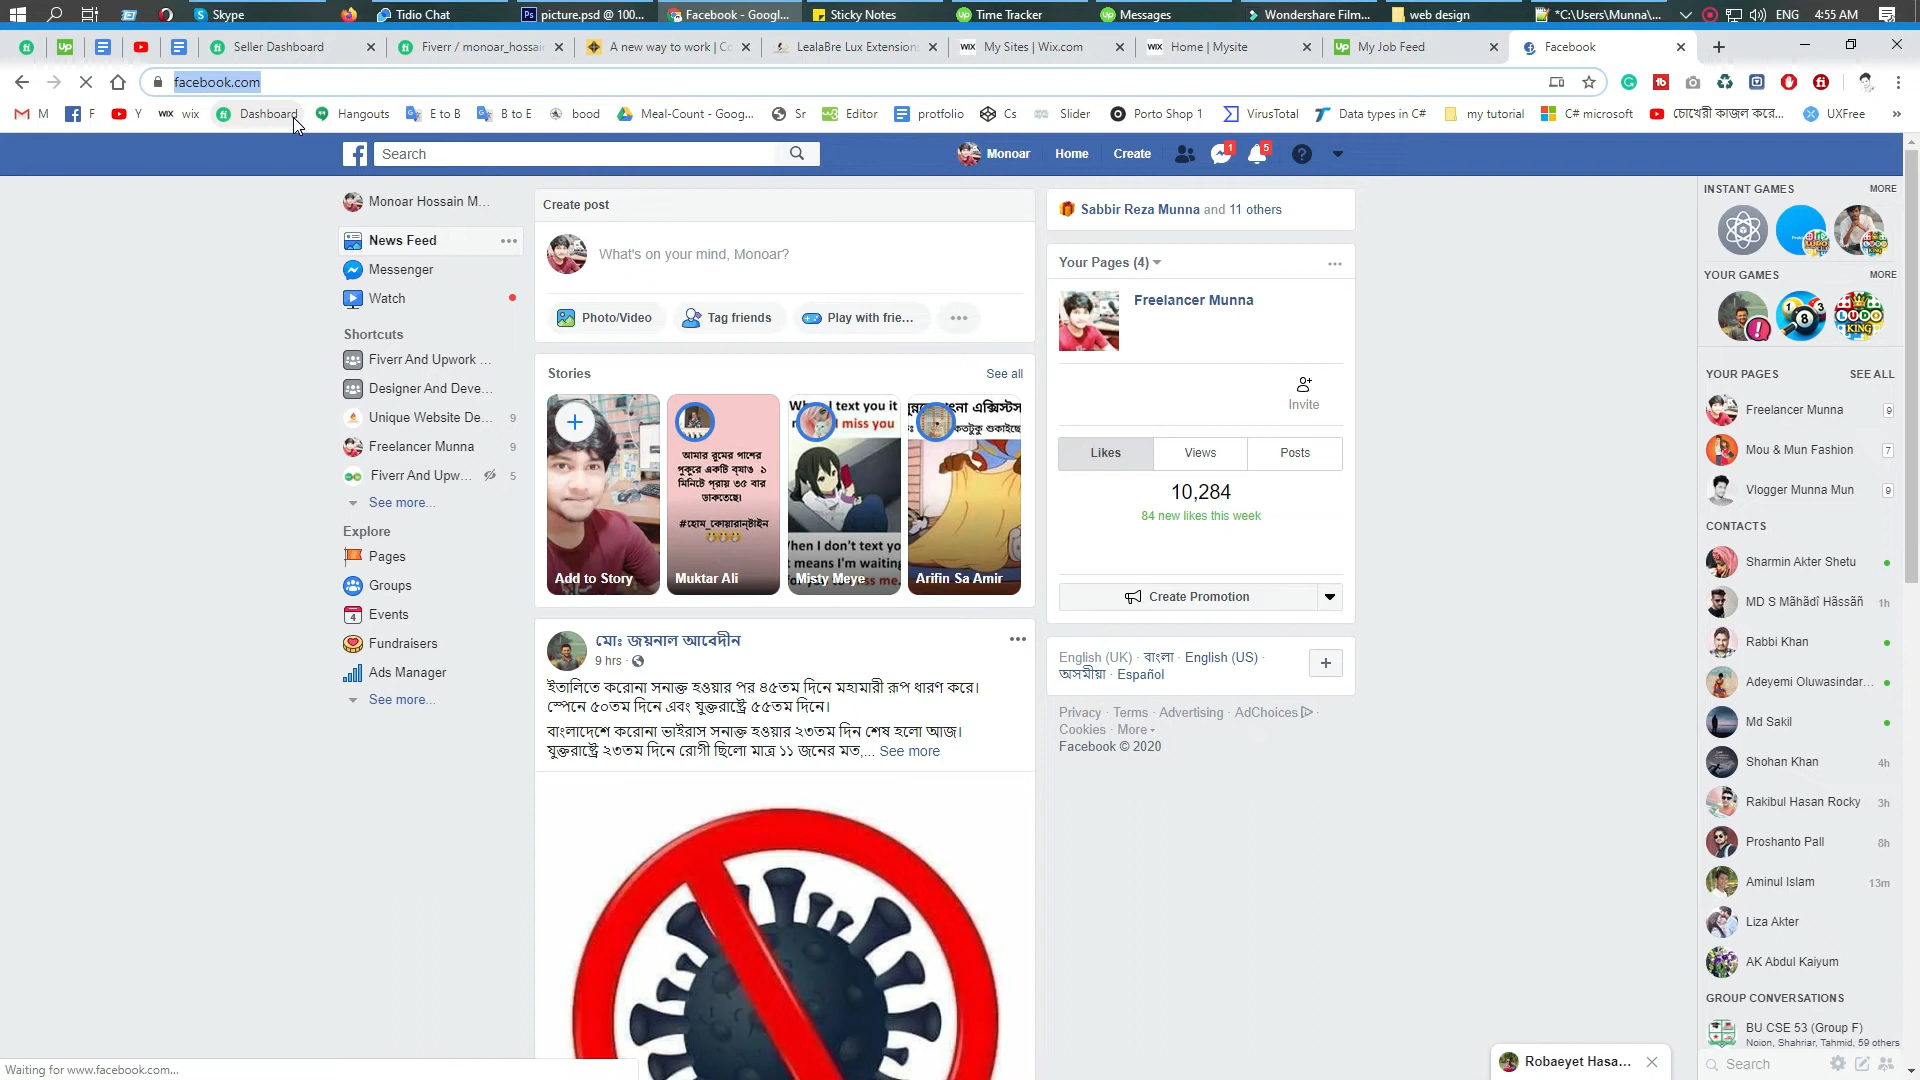 Skype
Tidio Chat
picture.psd @ 100...
Facebook - Googl...
Sticky Notes
Time Tracker
Messages
Wondershare Film...
web design
*C:\Users\Munna\...
ENG
4:55 AM
Seller Dashboard
Fiverr / monoar_hossain
A new way to work | Co
LealaBre Lux Extension
My Sites | Wix.com
Home | Mysite
My Job Feed
Facebook
facebook.com
M
F
Y
wix
Dashboard
Hangouts
E to B
B to E
bood
Meal-Count - Goog...
Sr
Editor
protfolio
Cs
Slider
Porto Shop 1
VirusTotal
Data types in C#
my tutorial
C# microsoft
চোখেরী কাজল করে...
UXFree
Search
Monoar
Home
Create
1
5
Monoar Hossain M...
News Feed
Messenger
Watch
Shortcuts
Fiverr And Upwork ...
Designer And Deve...
Unique Website De... 9
Freelancer Munna 9
Fiverr And Upw... 5
See more...
Explore
Pages
Groups
Events
Fundraisers
Ads Manager
See more...
Create post
What's on your mind, Monoar?
Photo/Video
Tag friends
Play with frie...
Stories
See all
Add to Story
আমার রুমের পাশের
পুকুরে একটি ব্যাঙ ১
মিনিটে প্রায় ৩৫ বার
ডাকতেছে।
#হোম_কোয়ারান্টাইন
Muktar Ali
When I text you it
I miss you
When I don't text yo
means I'm waiting
Misty Meye
Arifin Sa Amir
মোঃ জয়নাল আবেদীন
9 hrs ·
ইতালিতে করোনা সনাক্ত হওয়ার পর ৪৫তম দিনে মহামারী রূপ ধারণ করে।
স্পেনে ৫০তম দিনে এবং যুক্তরাষ্ট্রে ৫৫তম দিনে।
বাংলাদেশে করোনা ভাইরাস সনাক্ত হওয়ার ২৩তম দিন শেষ হলো আজ।
যুক্তরাষ্ট্রে ২৩তম দিনে রোগী ছিলো মাত্র ১১ জনের মত,... See more
Sabbir Reza Munna and 11 others
Your Pages (4)
Freelancer Munna
Invite
Likes
Views
Posts
10,284
84 new likes this week
Create Promotion
English (UK) · বাংলা · English (US) ·
অসমীয়া · Español
Privacy · Terms · Advertising · AdChoices ·
Cookies · More
Facebook © 2020
INSTANT GAMES MORE
YOUR GAMES MORE
YOUR PAGES SEE ALL
Freelancer Munna 9
Mou & Mun Fashion 7
Vlogger Munna Mun 9
CONTACTS
Sharmin Akter Shetu
MD S Mãhãdî Hãssãñ 1h
Rabbi Khan
Adeyemi Oluwasindar...
Md Sakil
Shohan Khan 4h
Rakibul Hasan Rocky 3h
Proshanto Pall 8h
Aminul Islam 13m
Liza Akter
AK Abdul Kaiyum
GROUP CONVERSATIONS
BU CSE 53 (Group F)
Noion, Shahriar, Tahmid, 59 others
Search
Robaeyet Hasa...
Waiting for www.facebook.com...